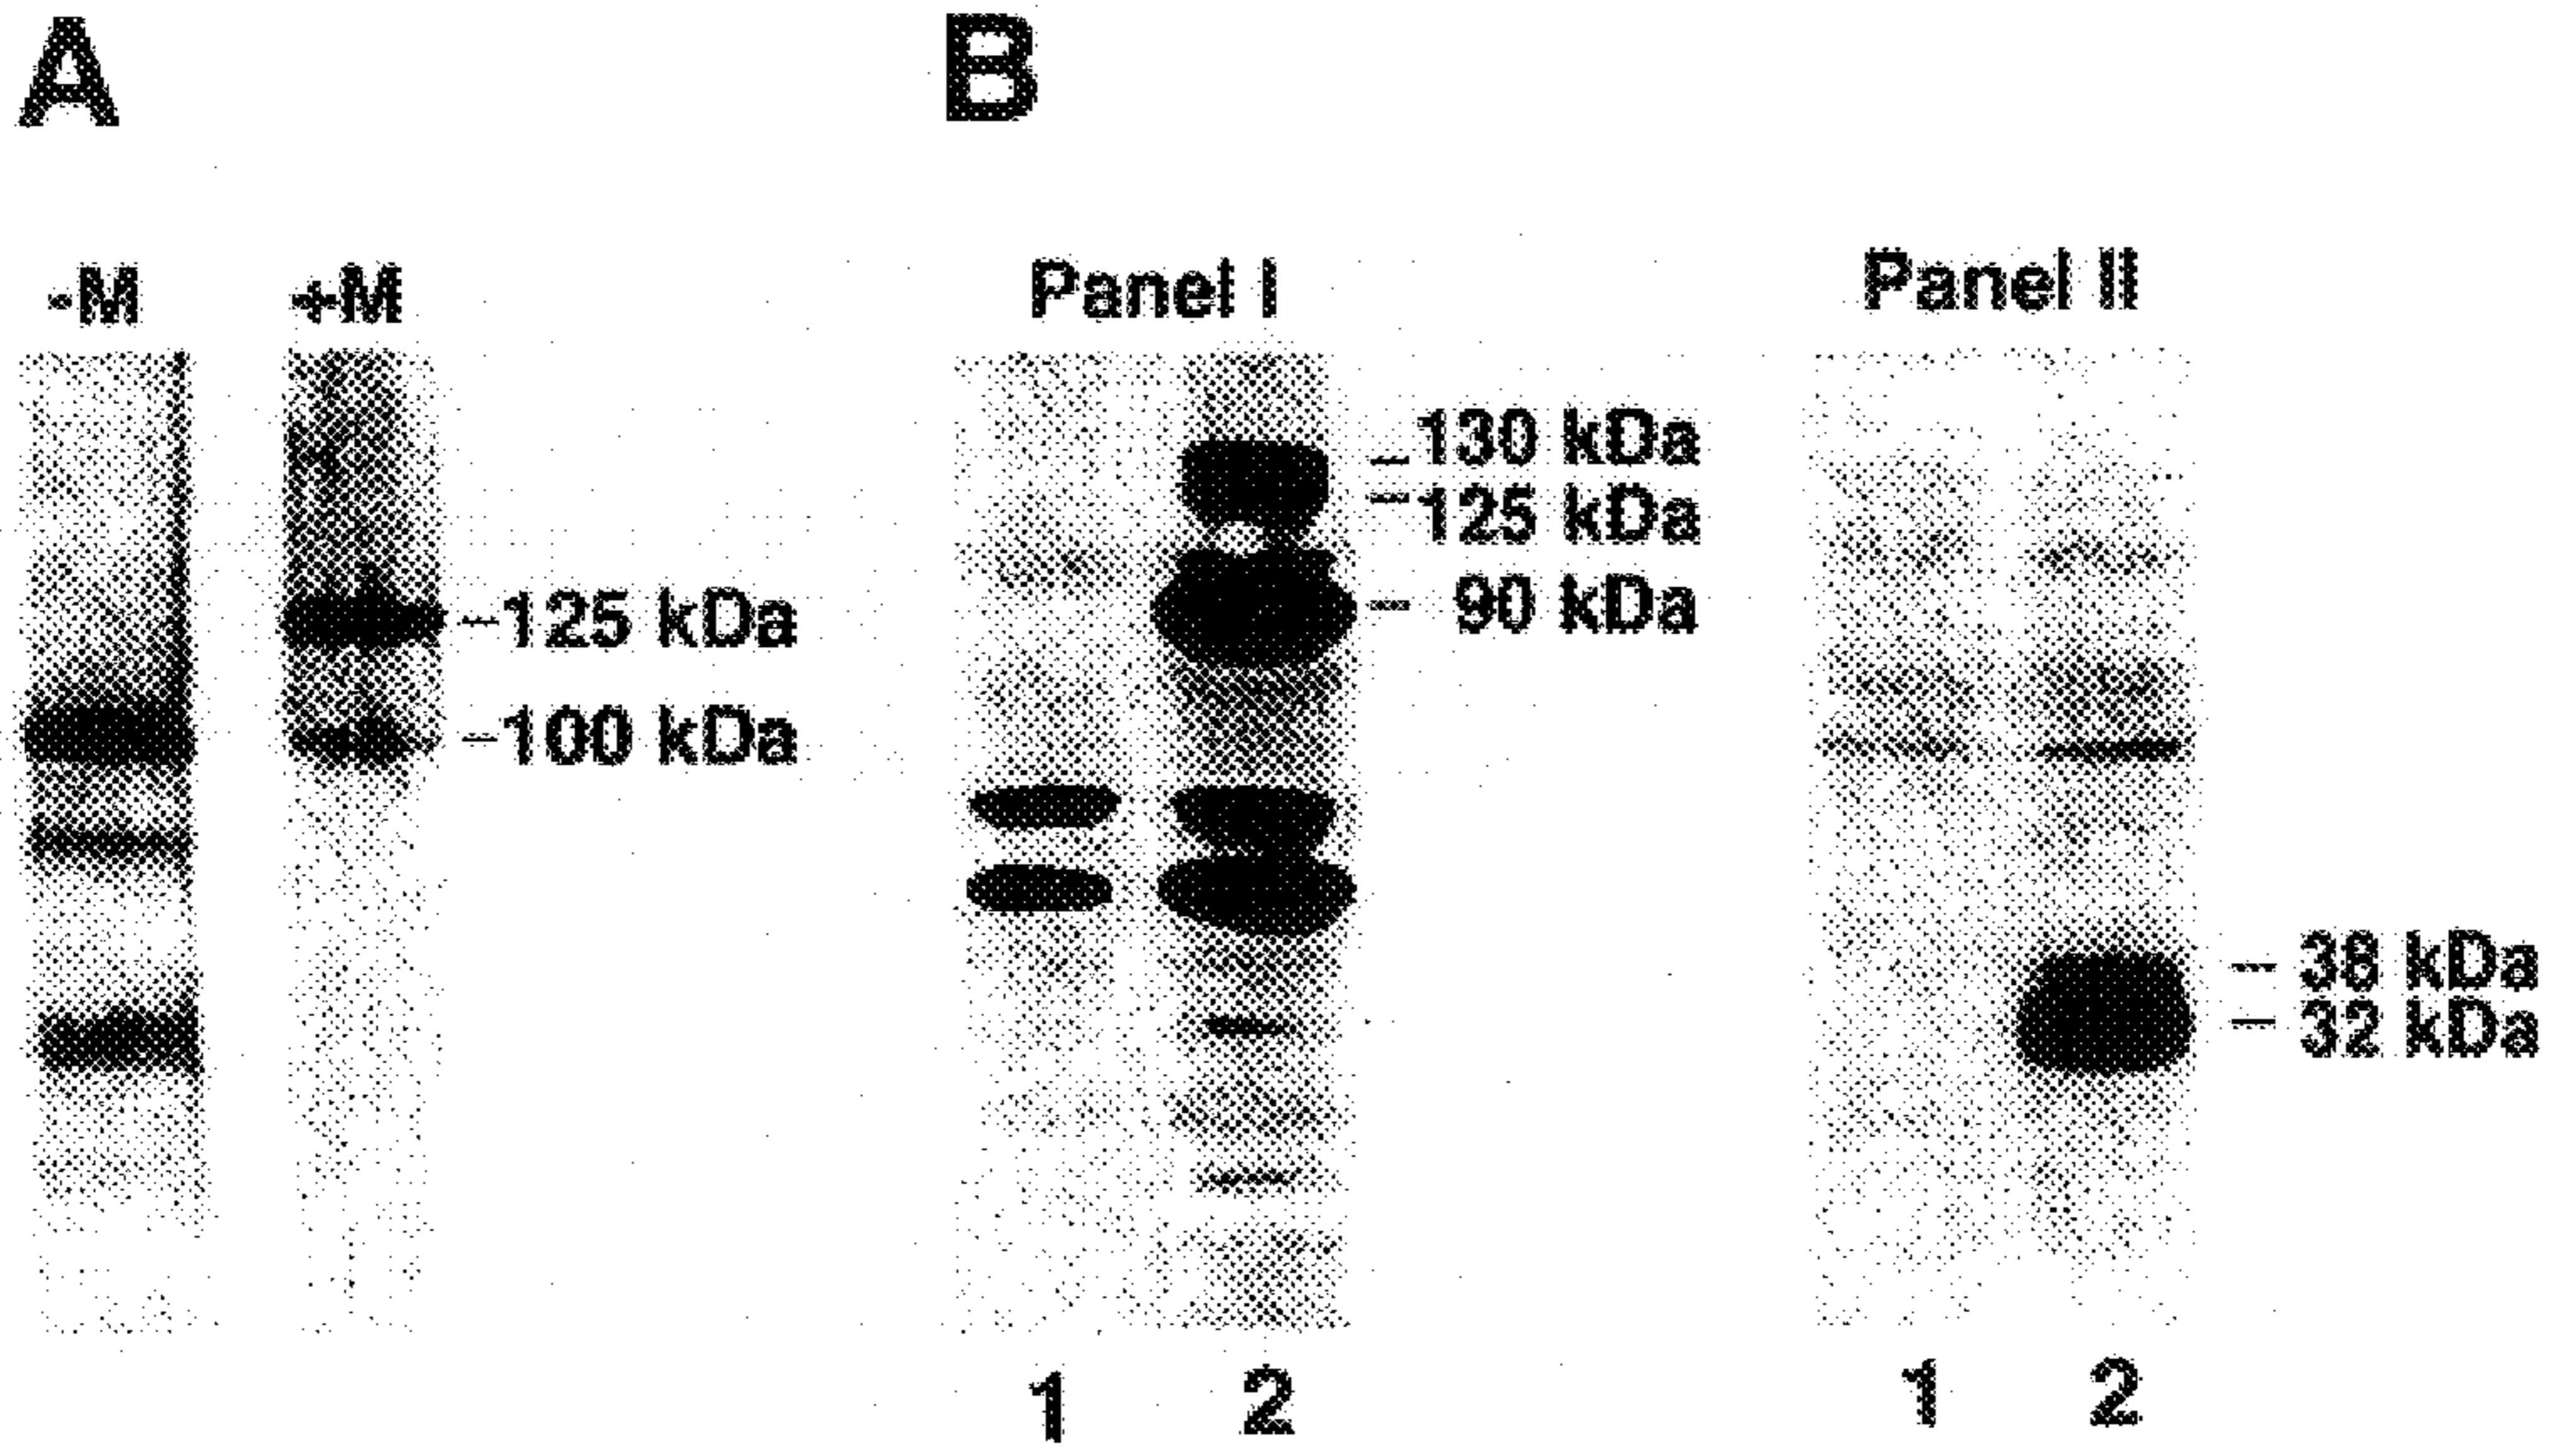 A B
-M +M Panel I Panel II
130 kDa
125 kDa
125 kDa 90 kDa
100 kDa
38 kDa
32 kDa
1 2 1 2